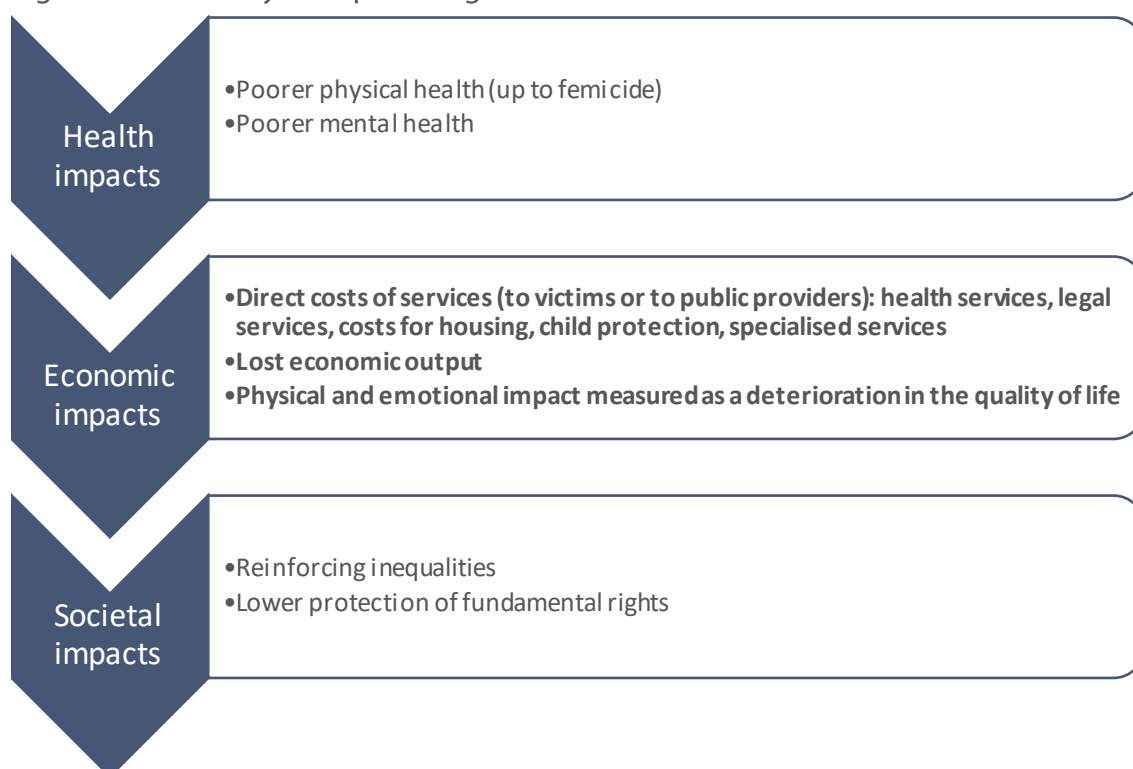 Health
impacts
•Poorer physical health (up to femicide)
•Poorer mental health
Economic
impacts
•Direct costs of services (to victims or to public providers): health services, legal
services, costs for housing, child protection, specialised services
•Lost economic output
•Physical and emotional impact measured as a deterioration in the quality of life
Societal
impacts
•Reinforcing inequalities
•Lower protection of fundamental rights